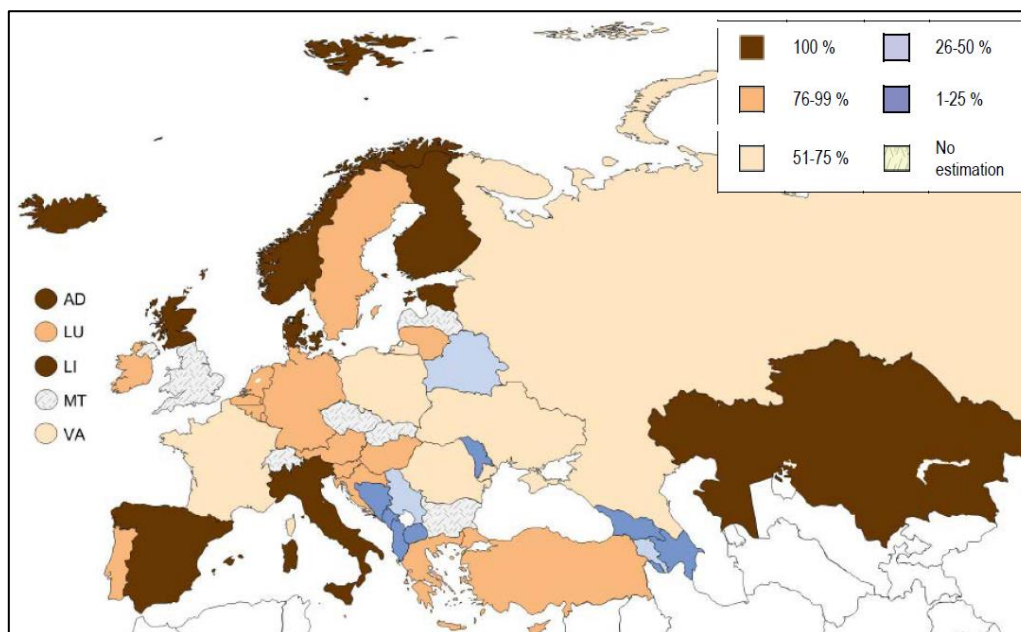 100 %
26-50 %
76-99 %
1-25 %
51-75 %
No
estimation
AD
LU
LI
MT
VA